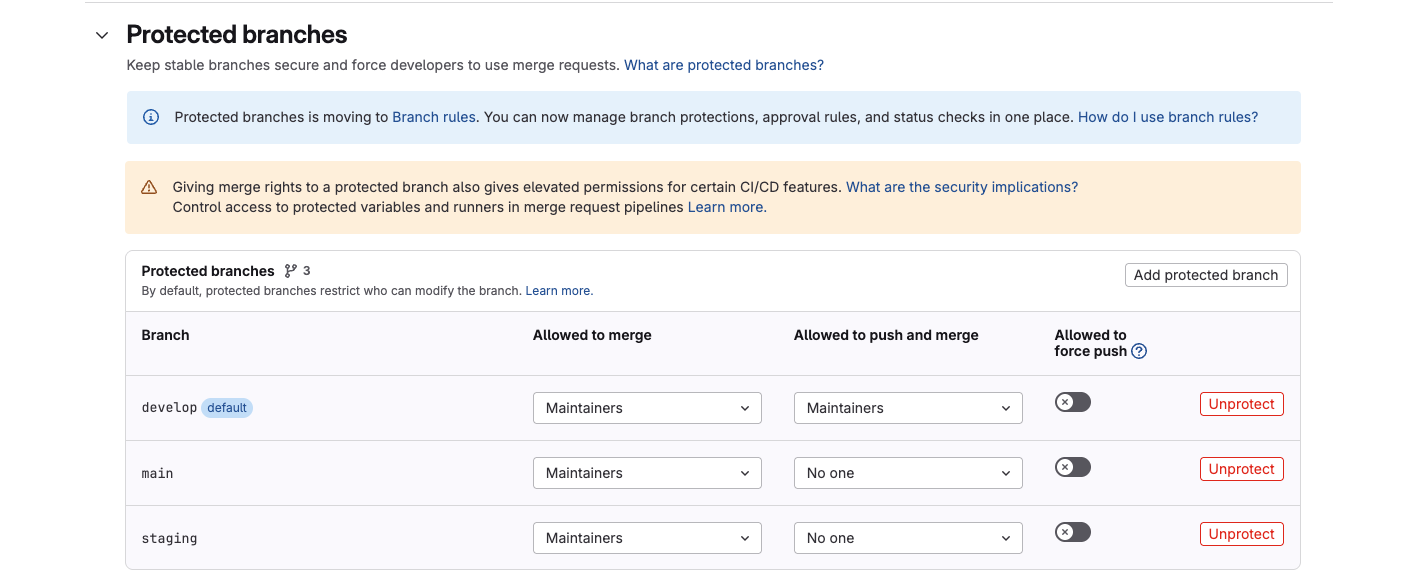 Protected branches
Keep stable branches secure and force developers to use merge requests. What are protected branches?
Protected branches is moving to Branch rules. You can now manage branch protections, approval rules, and status checks in one place. How do I use branch rules?
Giving merge rights to a protected branch also gives elevated permissions for certain CI/CD features. What are the security implications?
Control access to protected variables and runners in merge request pipelines Learn more.
Protected branches 3
Add protected branch
By default, protected branches restrict who can modify the branch. Learn more.
Branch Allowed to merge Allowed to push and merge Allowed to
force push
develop default Maintainers Maintainers Unprotect
main Maintainers No one Unprotect
staging Maintainers No one Unprotect